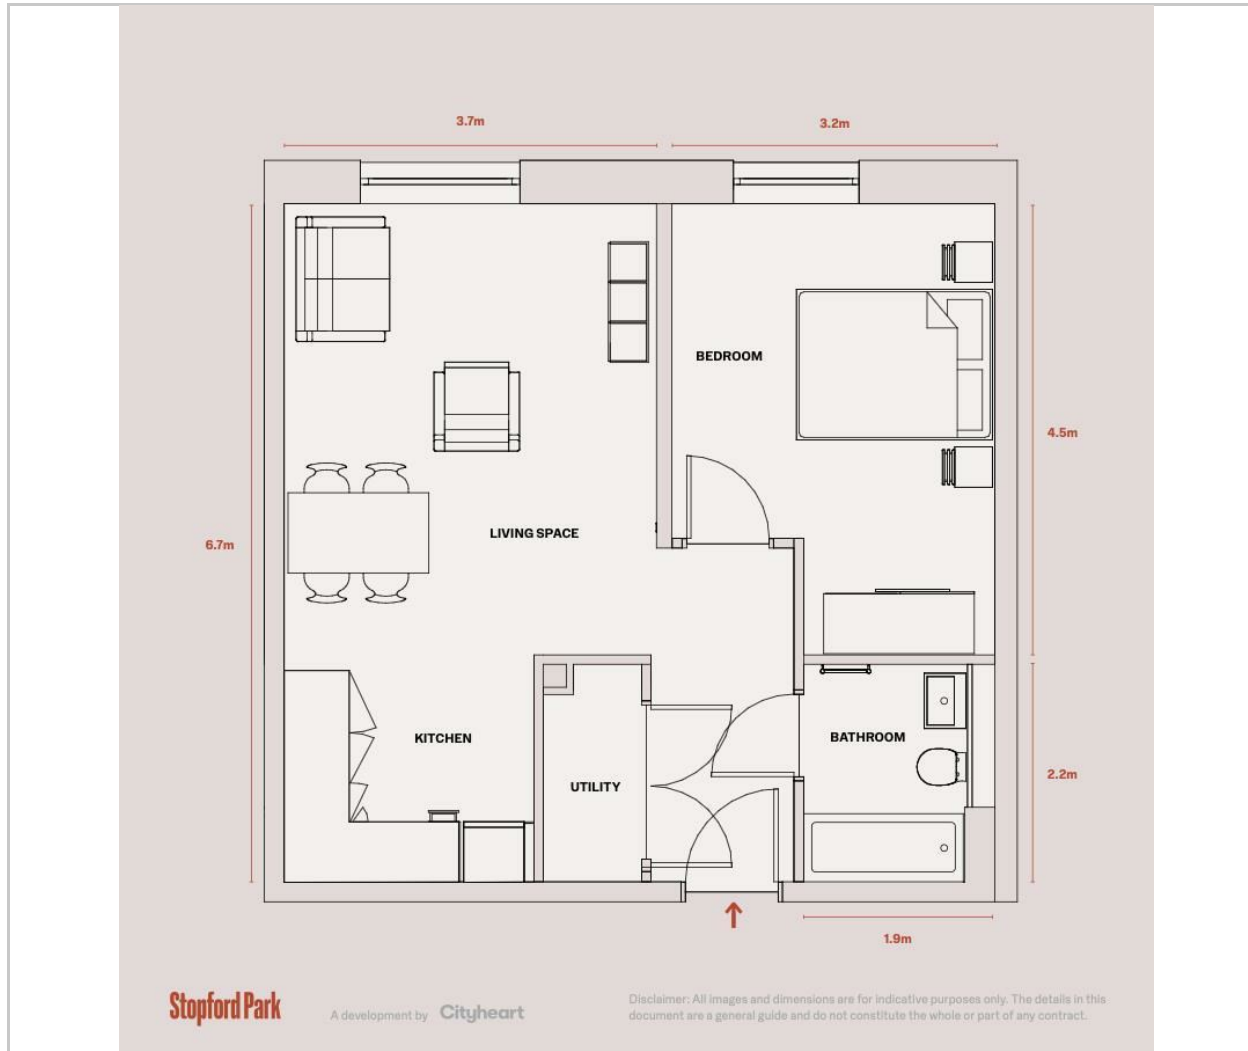 3.7m
3.2m
BEDROOM
4.5m
LIVING SPACE
6.7m
KITCHEN
BATHROOM
2.2m
UTILITY
1.9m
Stopford Park
A development by Cityheart
Disclaimer: All images and dimensions are for indicative purposes only. The details in this
document are a general guide and do not constitute the whole or part of any contract.